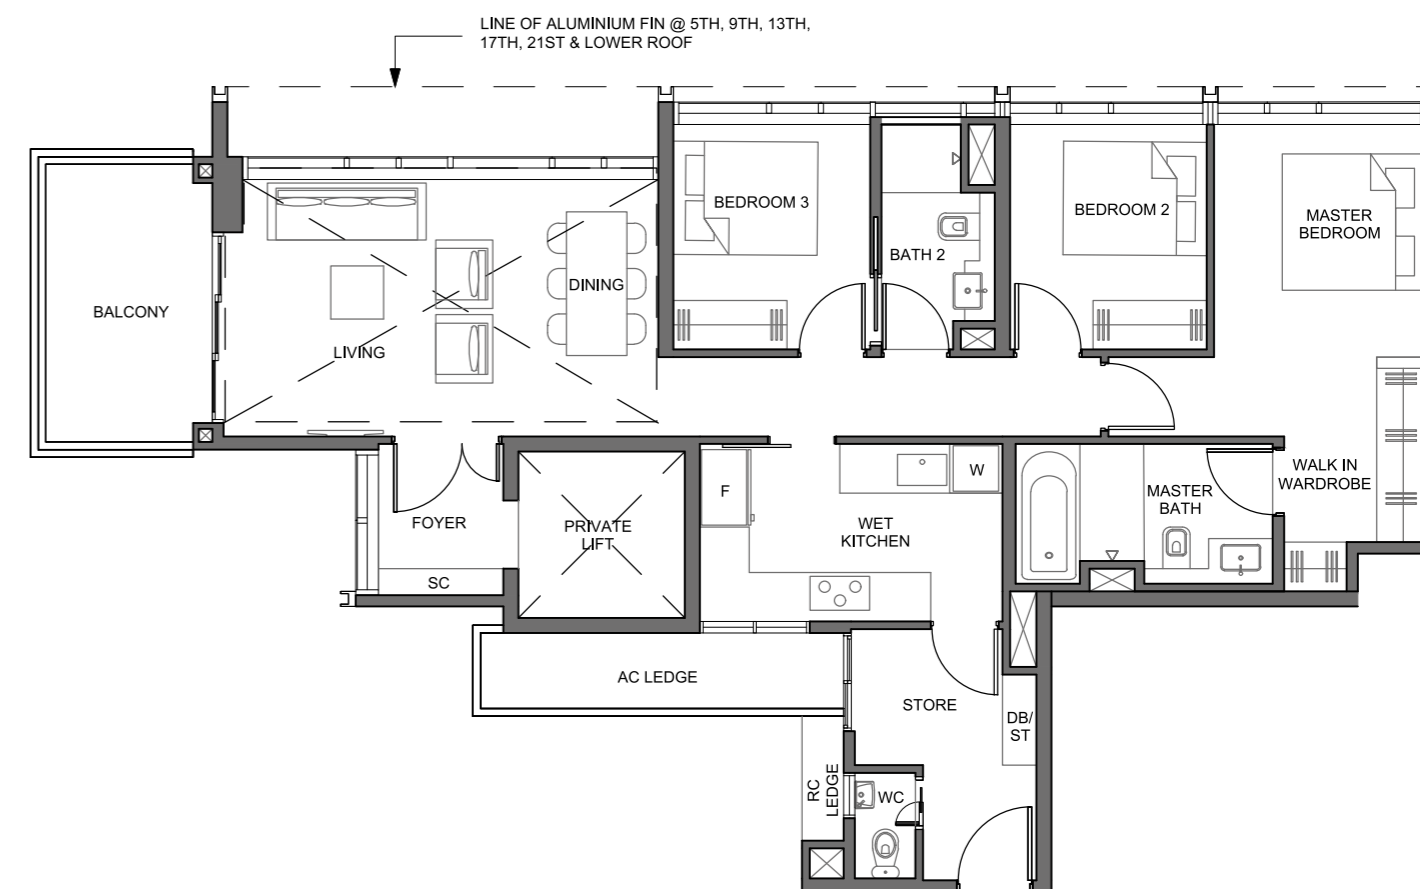 LINE OF ALUMINIUM FIN @ 5TH, 9TH, 13TH,
17TH, 21ST & LOWER ROOF
BEDROOM 3
BEDROOM 2
MASTER
BEDROOM
BATH 2
DINING
BALCONY
LIVING
WALK IN
WARDROBE
W
F
MASTER
BATH
FOYER
PRIVATE
LIFT
WET
KITCHEN
SC
AC LEDGE
STORE
DB/
ST
RC
LEDGE
WC